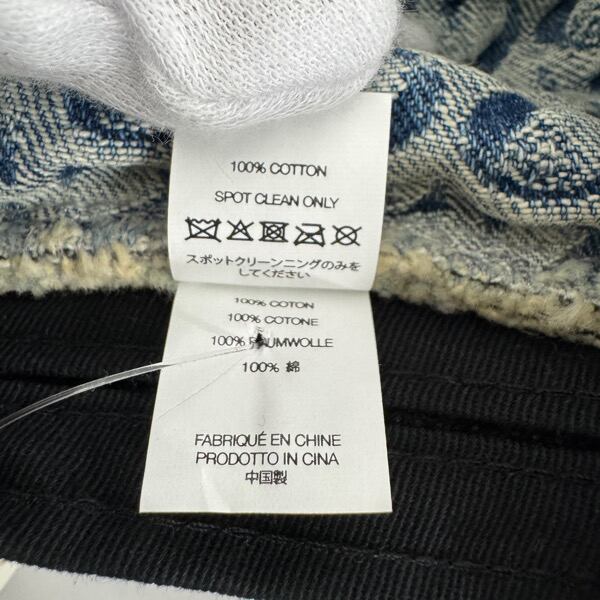 100% COTTON
SPOT CLEAN ONLY
スポットクリーンニングのみを
してください
100% COTON
100% COTONE
100% BAUMWOLLE
100% 綿
FABRIQUÉ EN CHINE
PRODOTTO IN CINA
中国製